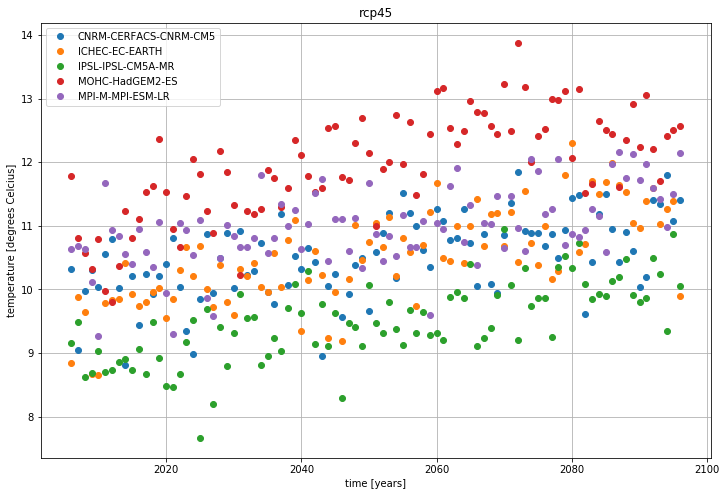 rcp45
CNRM-CERFACS-CNRM-CM5
ICHEC-EC-EARTH
IPSL-IPSL-CM5A-MR
MOHC-HadGEM2-ES
MPI-M-MPI-ESM-LR
temperature [degrees Celcius]
14
13
12
11
10
9
8
2020
2040
2060
2080
2100
time [years]